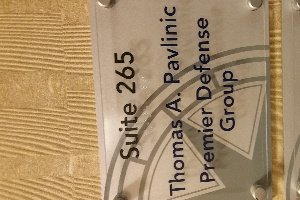 Suite 265
Thomas A. Pavlinic
Premier Defense
Group